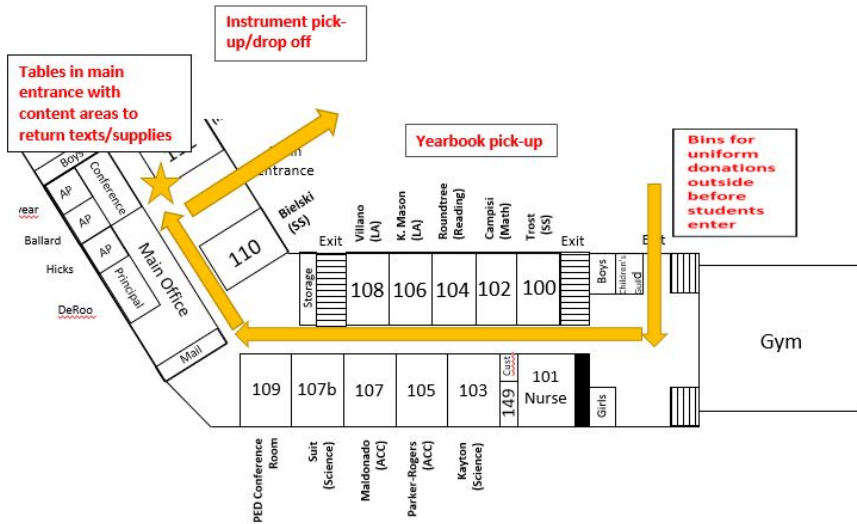 Instrument pick-
up/drop off
Tables in main
entrance with
content areas to
return texts/supplies
Yearbook pick-up
Bins for
uniform
donations
outside
before
students
enter
Boys
Conference
AP
AP
AP
Principal
Main Office
Mail
year
Ballard
Hicks
DeRoo
Entrance
Bielski
(SS)
110
Exit
Villano
(LA)
K. Mason
(LA)
Roundtree
(Reading)
Campisi
(Math)
Trost
(SS)
Exit
Storage
108
106
104
102
100
Boys
Children's
Guild
Gym
109
107b
107
105
103
Cust
149
101
Nurse
Girls
PED Conference
Room
Suit
(Science)
Maldonado
(ACC)
Parker-Rogers
(ACC)
Kayton
(Science)